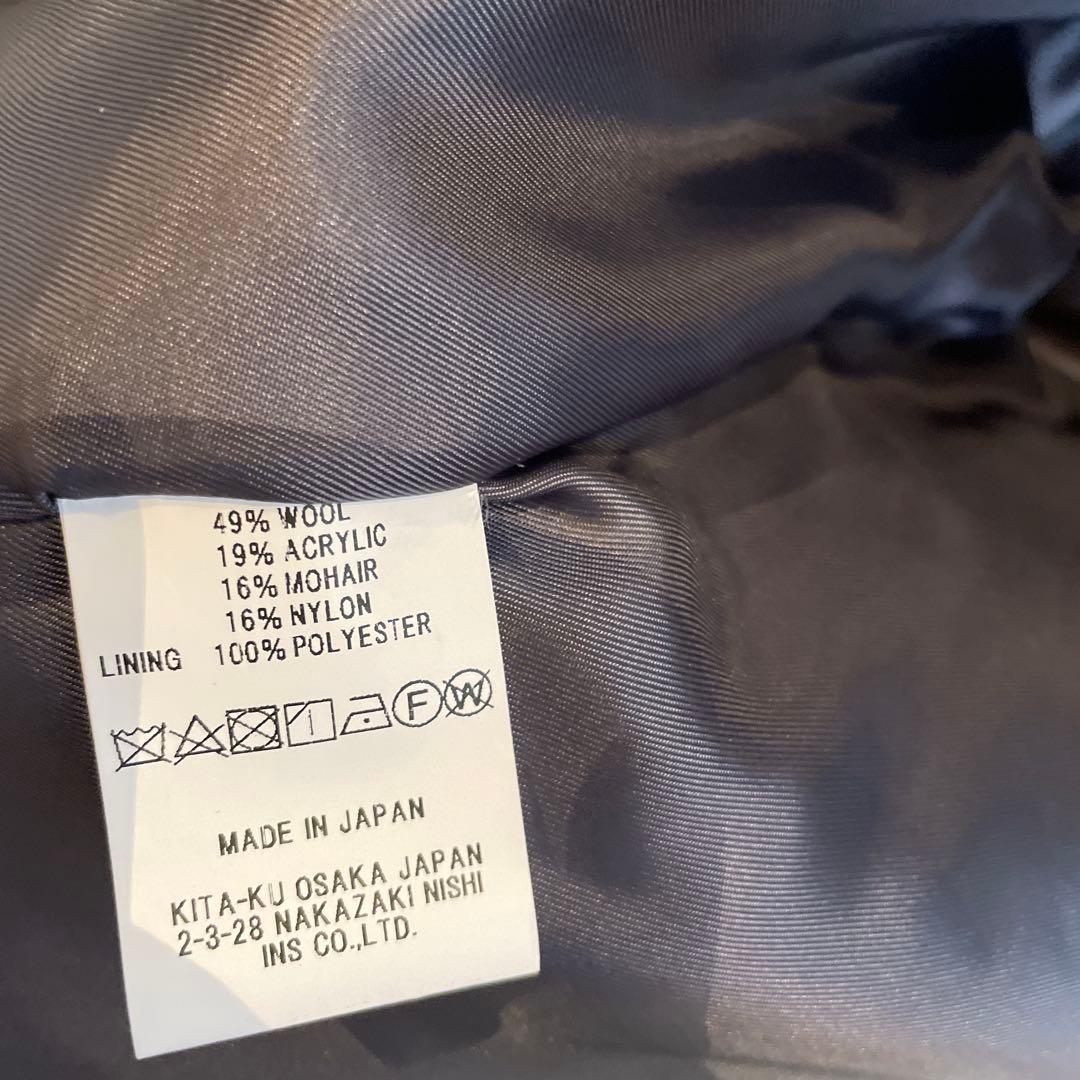 49% WOOL
19% ACRYLIC
16% MOHAIR
16% NYLON
LINING 100% POLYESTER
F W
MADE IN JAPAN
KITA-KU OSAKA JAPAN
2-3-28 NAKAZAKI NISHI
INS CO.,LTD.